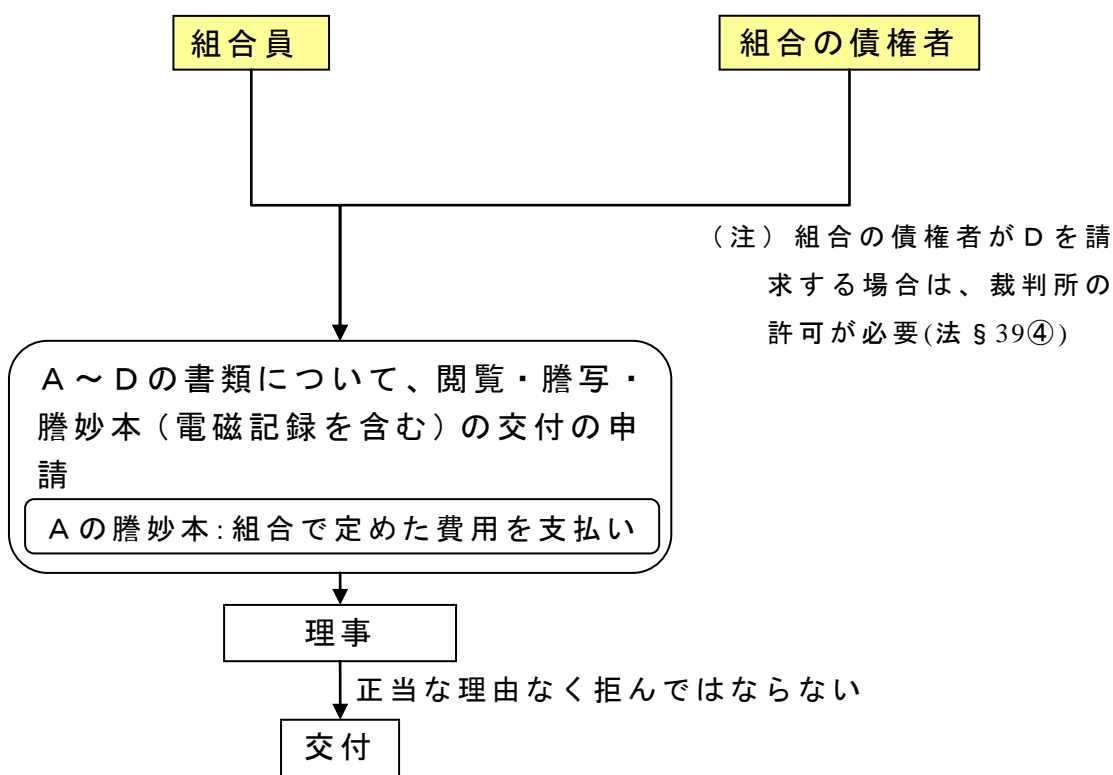 組合員
組合の債権者
（注）組合の債権者がＤを請
求する場合は、裁判所の
許可が必要(法§39④)
Ａ～Ｄの書類について、閲覧・謄写・
謄妙本（電磁記録を含む）の交付の申
請
Ａの謄妙本:組合で定めた費用を支払い
理事
正当な理由なく拒んではならない
交付